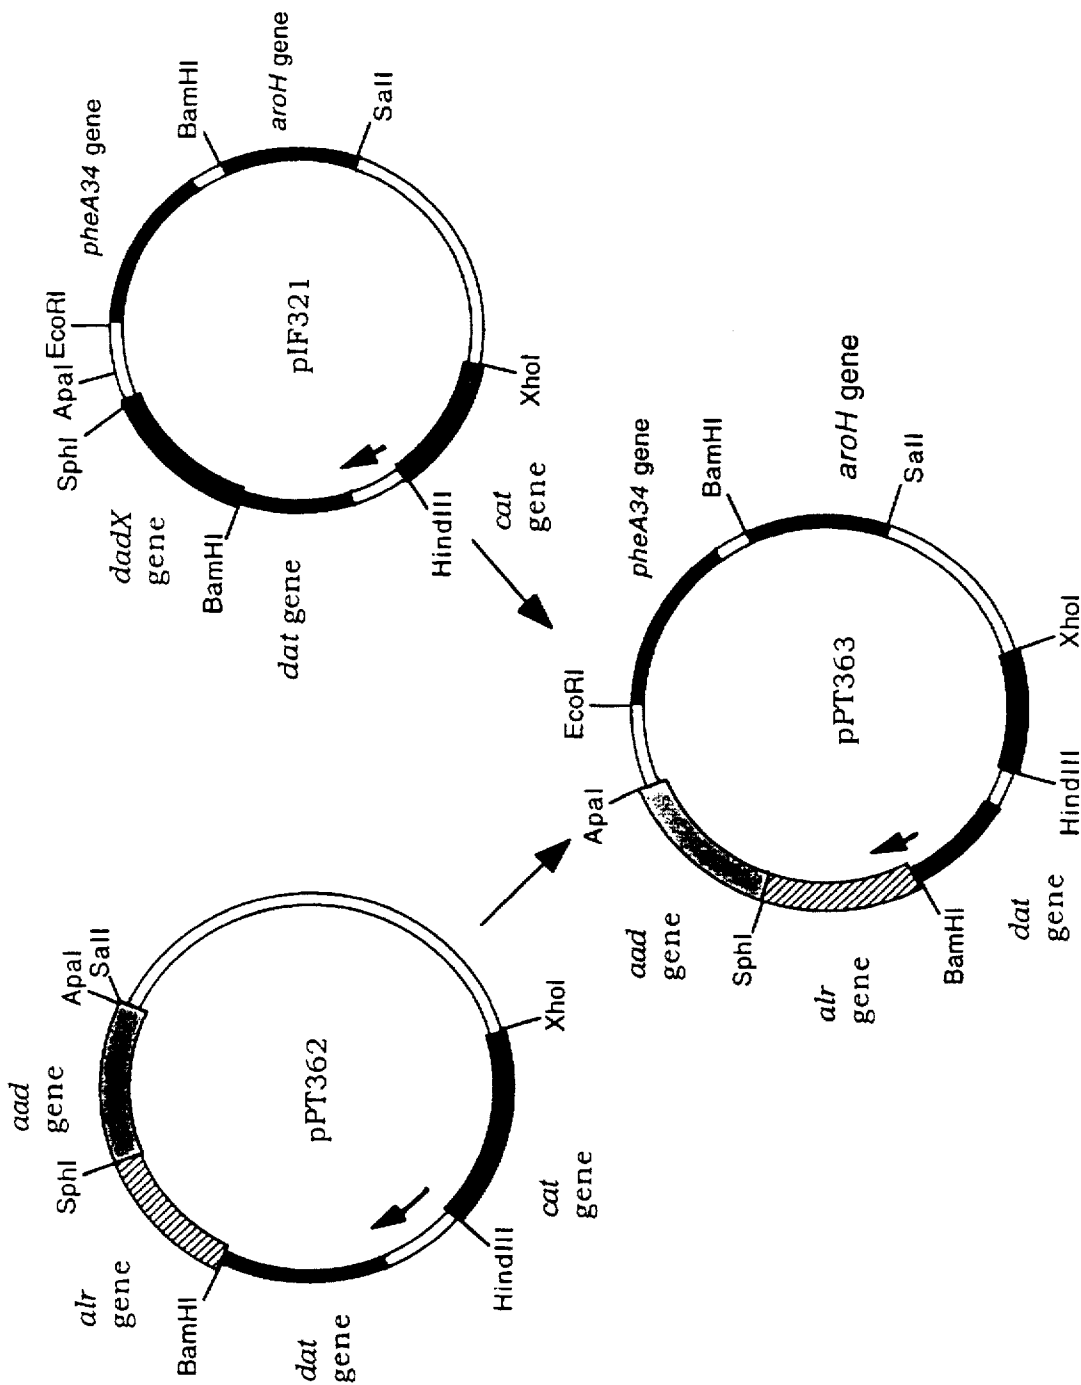 aad
gene
ApaI
SalI
SphI
alr
gene
BamHI
dat
gene
pPT362
XhoI
cat
gene
HindIII
pheA34 gene
BamHI
aroH gene
SalI
EcoRI
ApaI
SphI
dadX
gene
BamHI
dat gene
pIF321
XhoI
cat
gene
HindIII
EcoRI
pheA34 gene
BamHI
aroH gene
SalI
ApaI
aad
gene
SphI
alr
gene
BamHI
dat
gene
pPT363
XhoI
HindIII